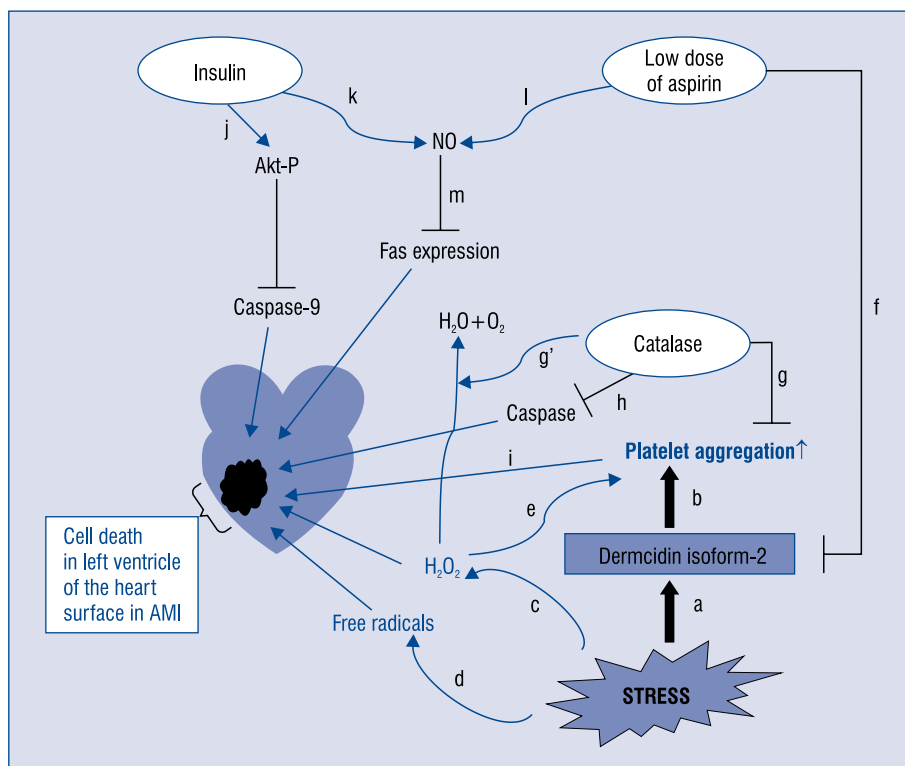 Insulin
Low dose
of aspirin
k
l
j
NO
Akt-P
m
Fas expression
Caspase-9
f
H₂O+O₂
Catalase
g’
g
h
Caspase
Platelet aggregation↑
i
b
e
Cell death
in left ventricle
of the heart
surface in AMI
H₂O₂
Dermcidin isoform-2
c
a
Free radicals
d
STRESS